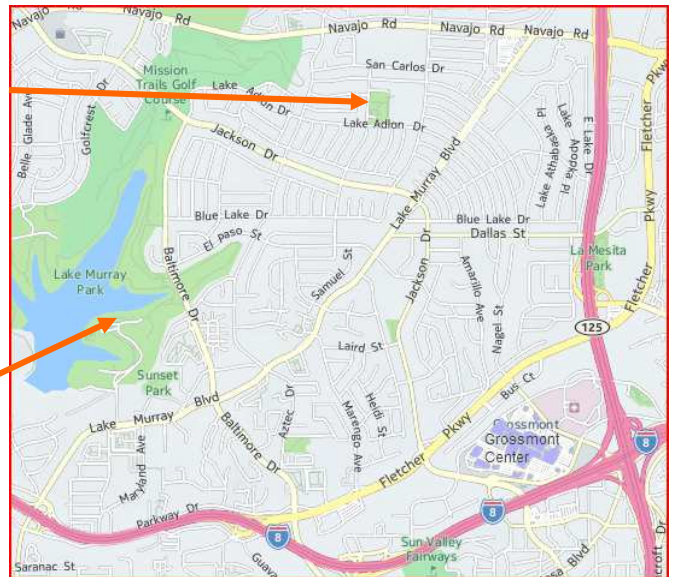 Navajo Rd
Navajo Rd
Navajo Rd
Navajo Rd
San Carlos Dr
Mission
Trails Golf
Course
Lake Adlon Dr
Lake Adlon Dr
Belle Glade Ave
Golfcrest Dr
Jackson Dr
Lake Murray Blvd
Lake Athabaska Pl
Lake Apopka Pl
E Lake Dr
Fletcher Pkwy
Pkwy
Blue Lake Dr
Blue Lake Dr
Dallas St
El Paso St
La Mesita
Park
Lake Murray
Park
Baltimore Dr
Samuel St
Jackson Dr
Amarillo Ave
Nagel St
Fletcher
125
Laird St
Sunset
Park
Bus Ct
Lake Murray Blvd
Aztec Dr
Heidi St
Marengo Ave
Baltimore Dr
Maryland Ave
Fletcher Pkwy
Grossmont
Grossmont
Center
8
8
8
Parkway Dr
Sun Valley
Fairways
Saranac St